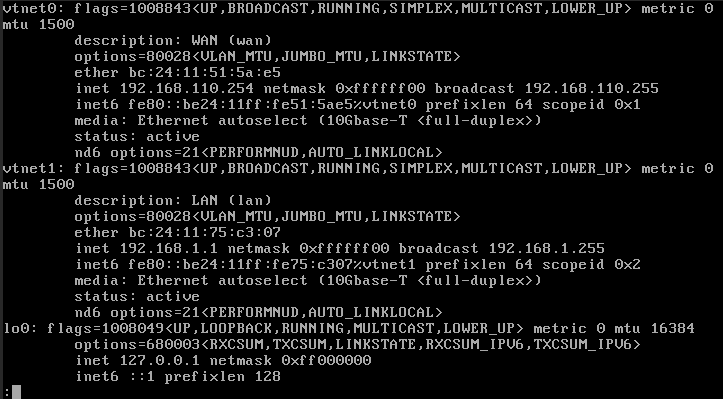 vtnet0: flags=1008843<UP,BROADCAST,RUNNING,SIMPLEX,MULTICAST,LOWER_UP> metric 0
mtu 1500
        description: WAN (wan)
        options=80028<VLAN_MTU,JUMBO_MTU,LINKSTATE>
        ether bc:24:11:51:5a:e5
        inet 192.168.110.254 netmask 0xffffff00 broadcast 192.168.110.255
        inet6 fe80::be24:11ff:fe51:5ae5%vtnet0 prefixlen 64 scopeid 0x1
        media: Ethernet autoselect (10Gbase-T <full-duplex>)
        status: active
        nd6 options=21<PERFORMNUD,AUTO_LINKLOCAL>
vtnet1: flags=1008843<UP,BROADCAST,RUNNING,SIMPLEX,MULTICAST,LOWER_UP> metric 0
mtu 1500
        description: LAN (lan)
        options=80028<VLAN_MTU,JUMBO_MTU,LINKSTATE>
        ether bc:24:11:75:c3:07
        inet 192.168.1.1 netmask 0xffffff00 broadcast 192.168.1.255
        inet6 fe80::be24:11ff:fe75:c307%vtnet1 prefixlen 64 scopeid 0x2
        media: Ethernet autoselect (10Gbase-T <full-duplex>)
        status: active
        nd6 options=21<PERFORMNUD,AUTO_LINKLOCAL>
lo0: flags=1008049<UP,LOOPBACK,RUNNING,MULTICAST,LOWER_UP> metric 0 mtu 16384
        options=680003<RXCSUM,TXCSUM,LINKSTATE,RXCSUM_IPV6,TXCSUM_IPV6>
        inet 127.0.0.1 netmask 0xff000000
        inet6 ::1 prefixlen 128
: